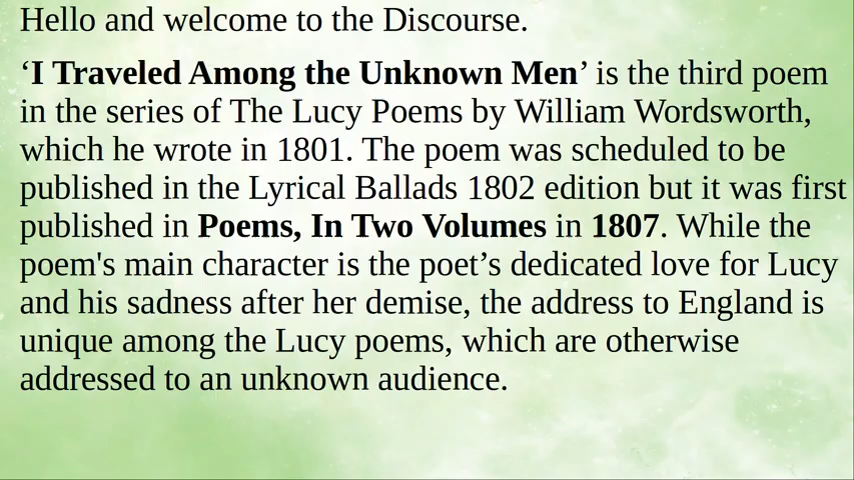 Hello and welcome to the Discourse.
‘I Traveled Among the Unknown Men’ is the third poem
in the series of The Lucy Poems by William Wordsworth,
which he wrote in 1801. The poem was scheduled to be
published in the Lyrical Ballads 1802 edition but it was first
published in Poems, In Two Volumes in 1807. While the
poem's main character is the poet’s dedicated love for Lucy
and his sadness after her demise, the address to England is
unique among the Lucy poems, which are otherwise
addressed to an unknown audience.